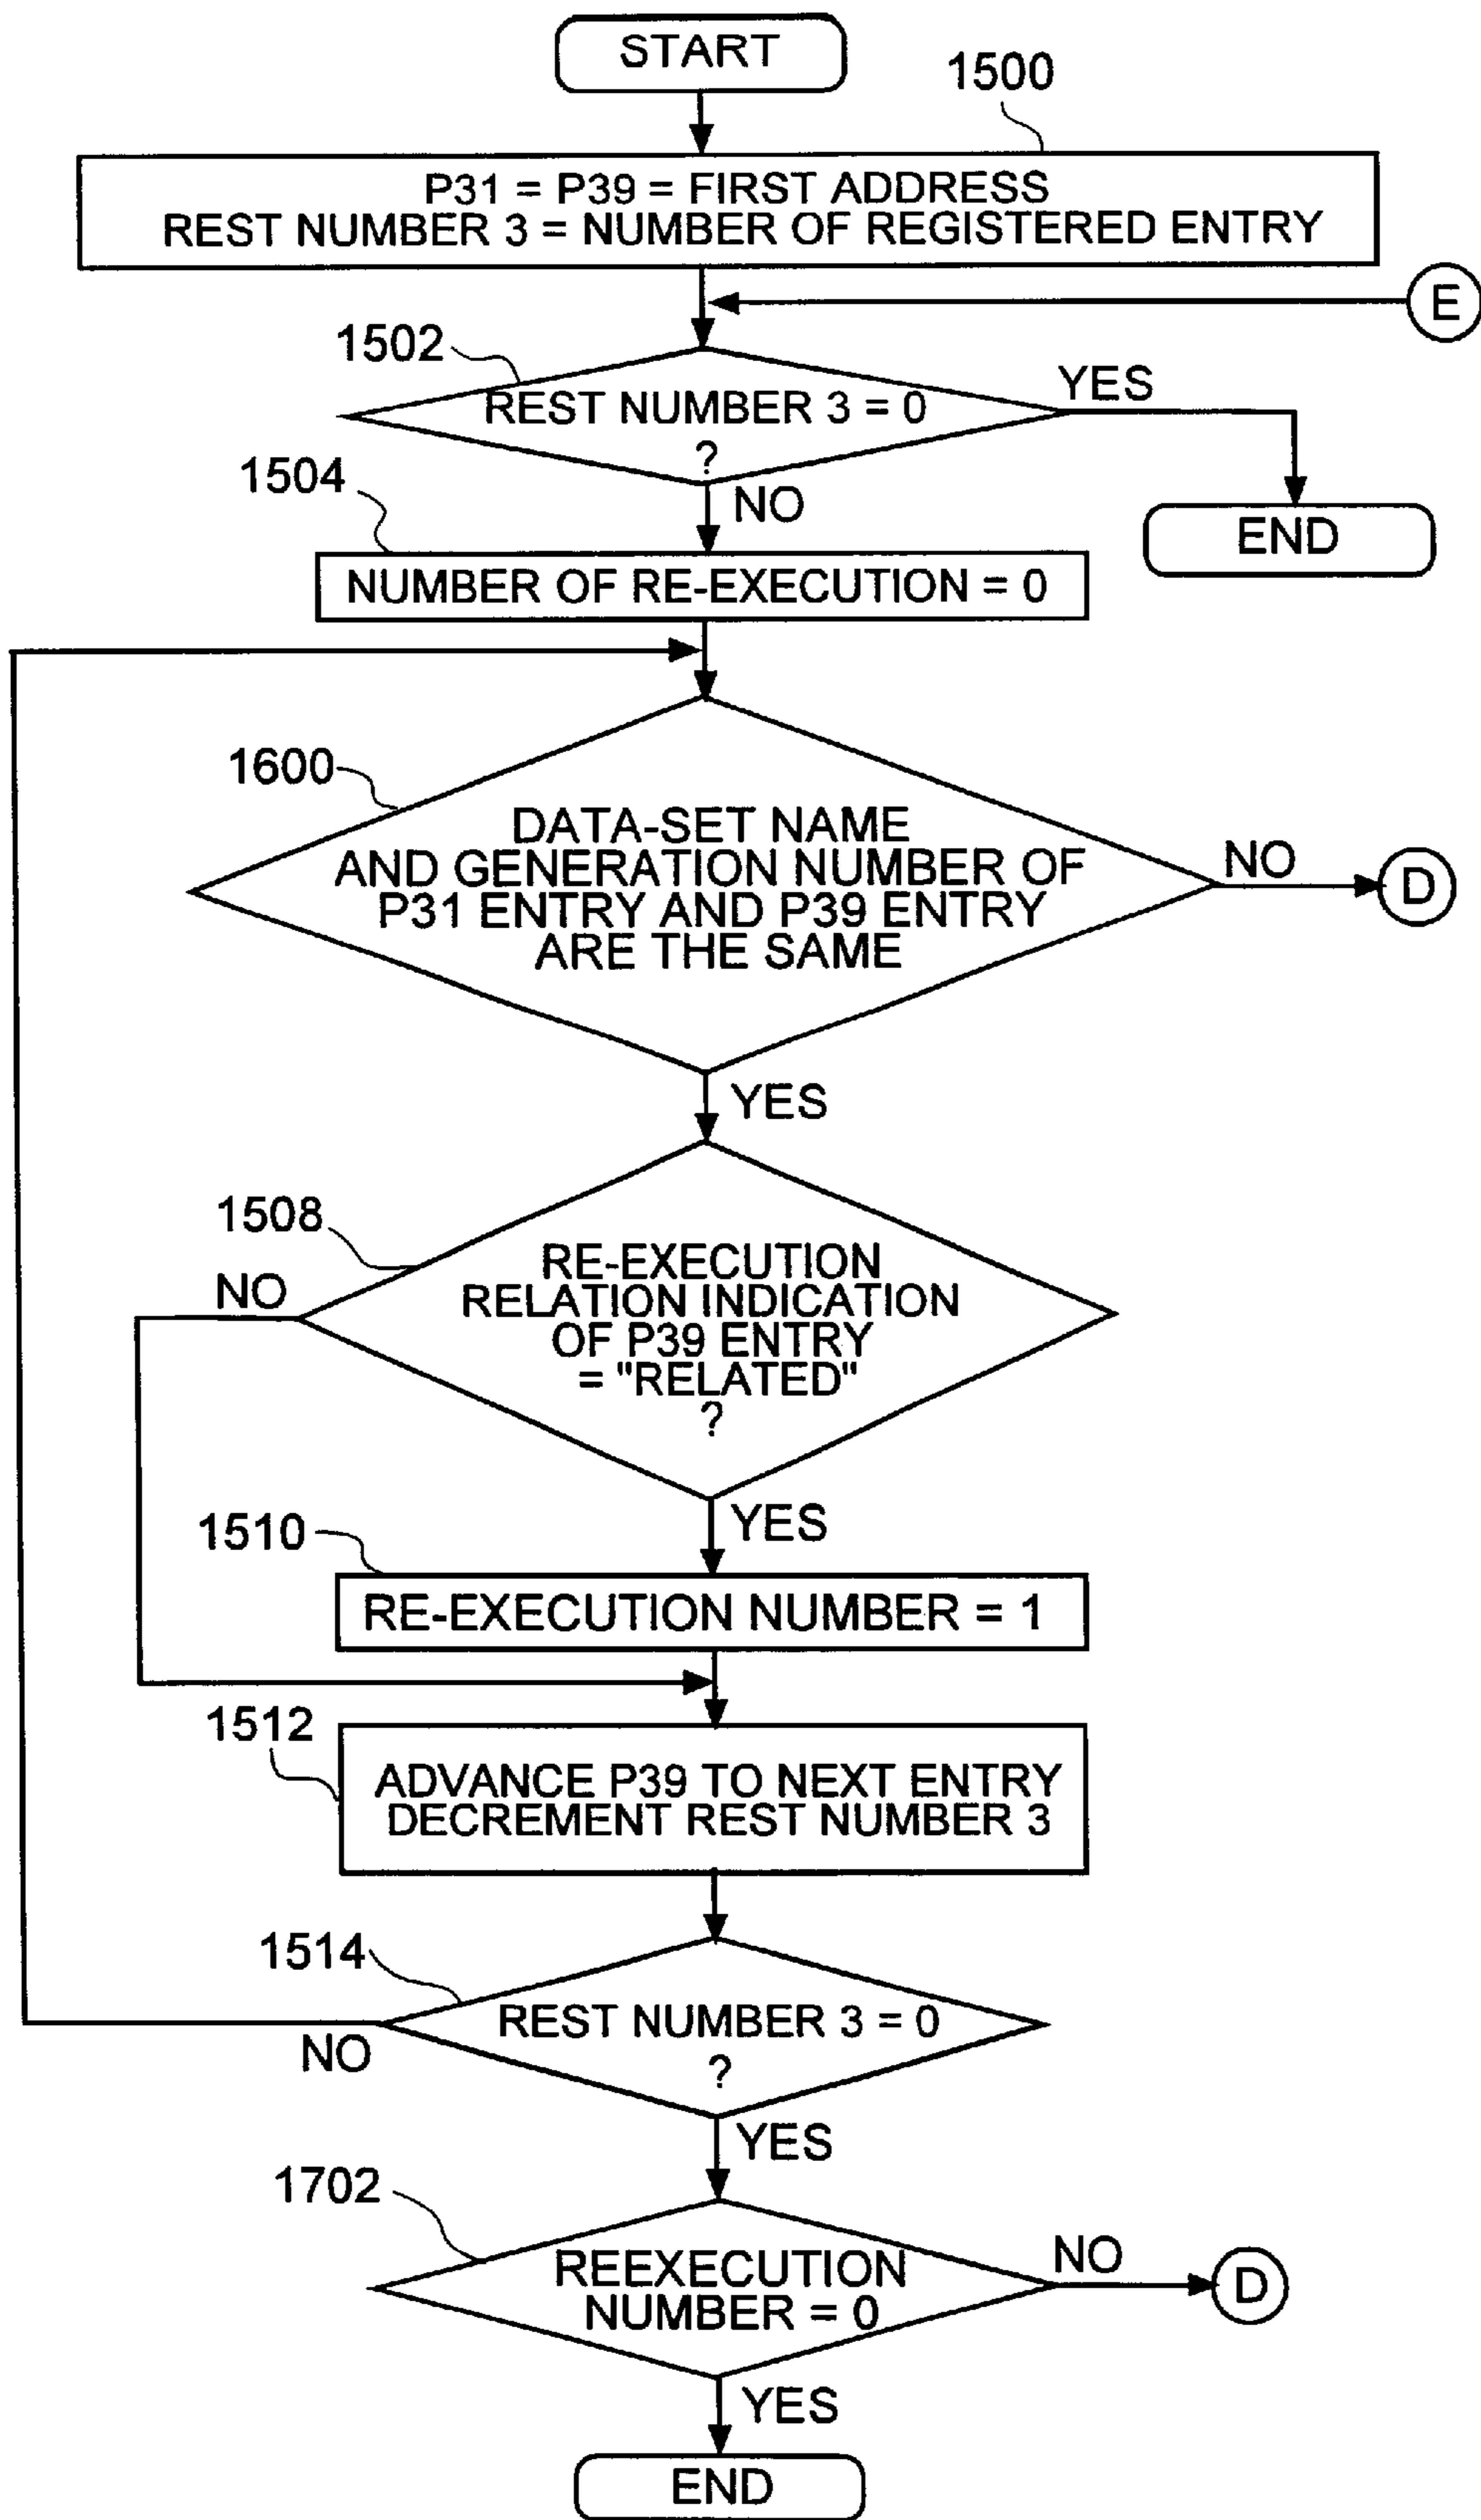 START
1500
P31 = P39 = FIRST ADDRESS
REST NUMBER 3 = NUMBER OF REGISTERED ENTRY
E
1502
REST NUMBER 3 = 0
?
YES
END
NO
1504
NUMBER OF RE-EXECUTION = 0
1600
DATA-SET NAME
AND GENERATION NUMBER OF
P31 ENTRY AND P39 ENTRY
ARE THE SAME
NO
D
YES
1508
NO
RE-EXECUTION
RELATION INDICATION
OF P39 ENTRY
= "RELATED"
?
YES
1510
RE-EXECUTION NUMBER = 1
1512
ADVANCE P39 TO NEXT ENTRY
DECREMENT REST NUMBER 3
1514
REST NUMBER 3 = 0
?
NO
YES
1702
REEXECUTION
NUMBER = 0
NO
D
YES
END